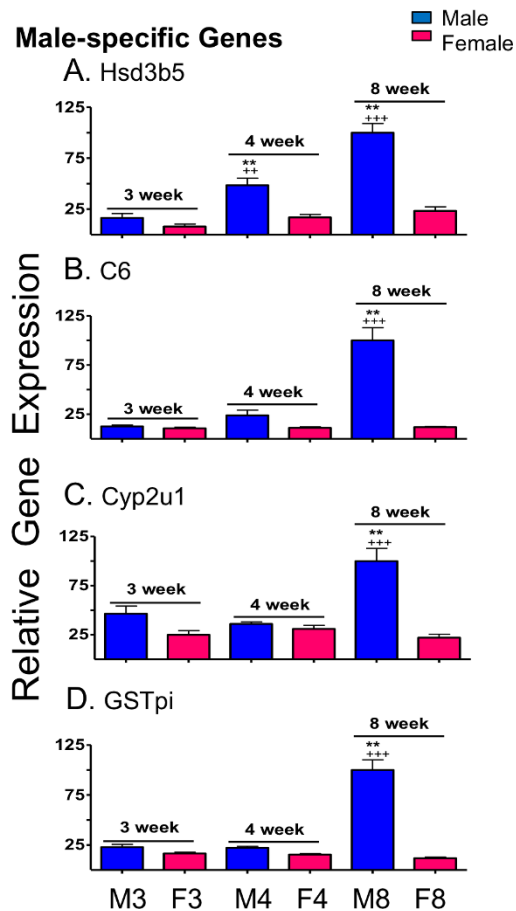 Male
Female
Male-specific Genes
A. Hsd3b5
125
75
25
3 week
4 week
8 week
**
++
**
+++
B. C6
125
75
25
3 week
4 week
8 week
**
+++
C. Cyp2u1
125
75
25
3 week
4 week
8 week
**
+++
D. GSTpi
125
75
25
3 week
4 week
8 week
**
+++
M3 F3 M4 F4 M8 F8
Relative Gene Expression